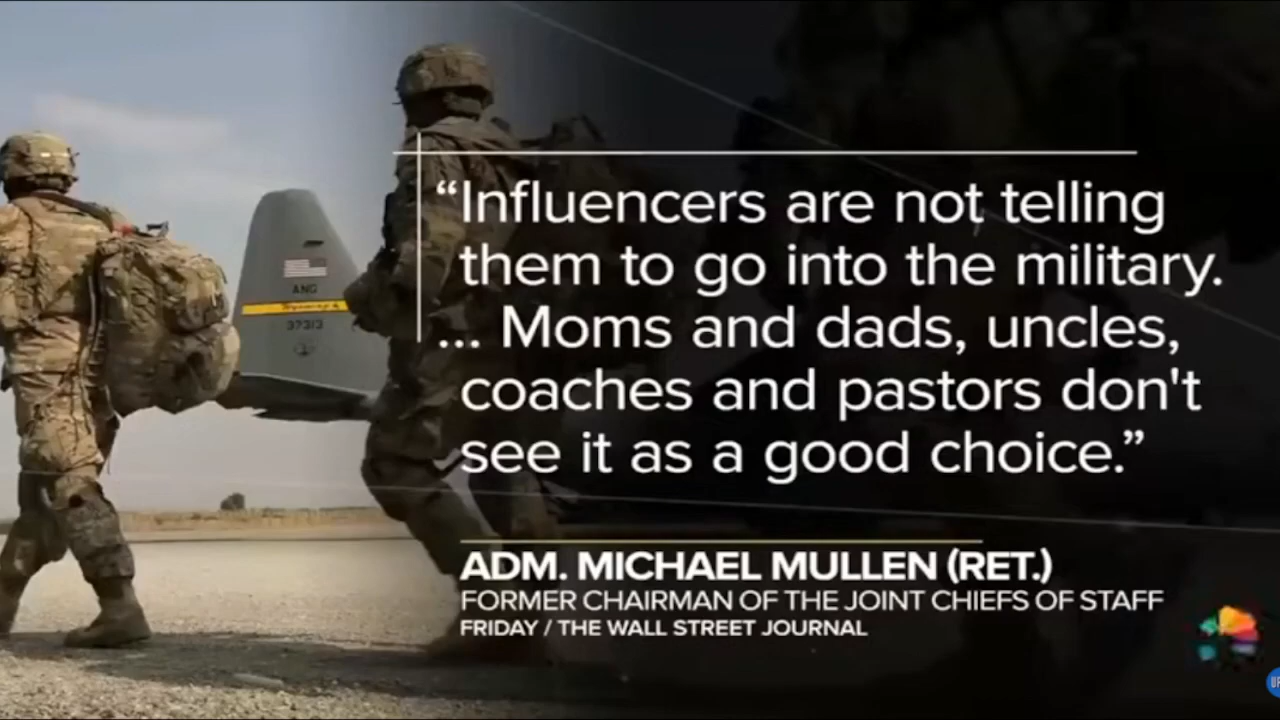 “Influencers are not telling
them to go into the military.
... Moms and dads, uncles,
coaches and pastors don't
see it as a good choice.”
ADM. MICHAEL MULLEN (RET.)
FORMER CHAIRMAN OF THE JOINT CHIEFS OF STAFF
FRIDAY / THE WALL STREET JOURNAL
ANG
37313